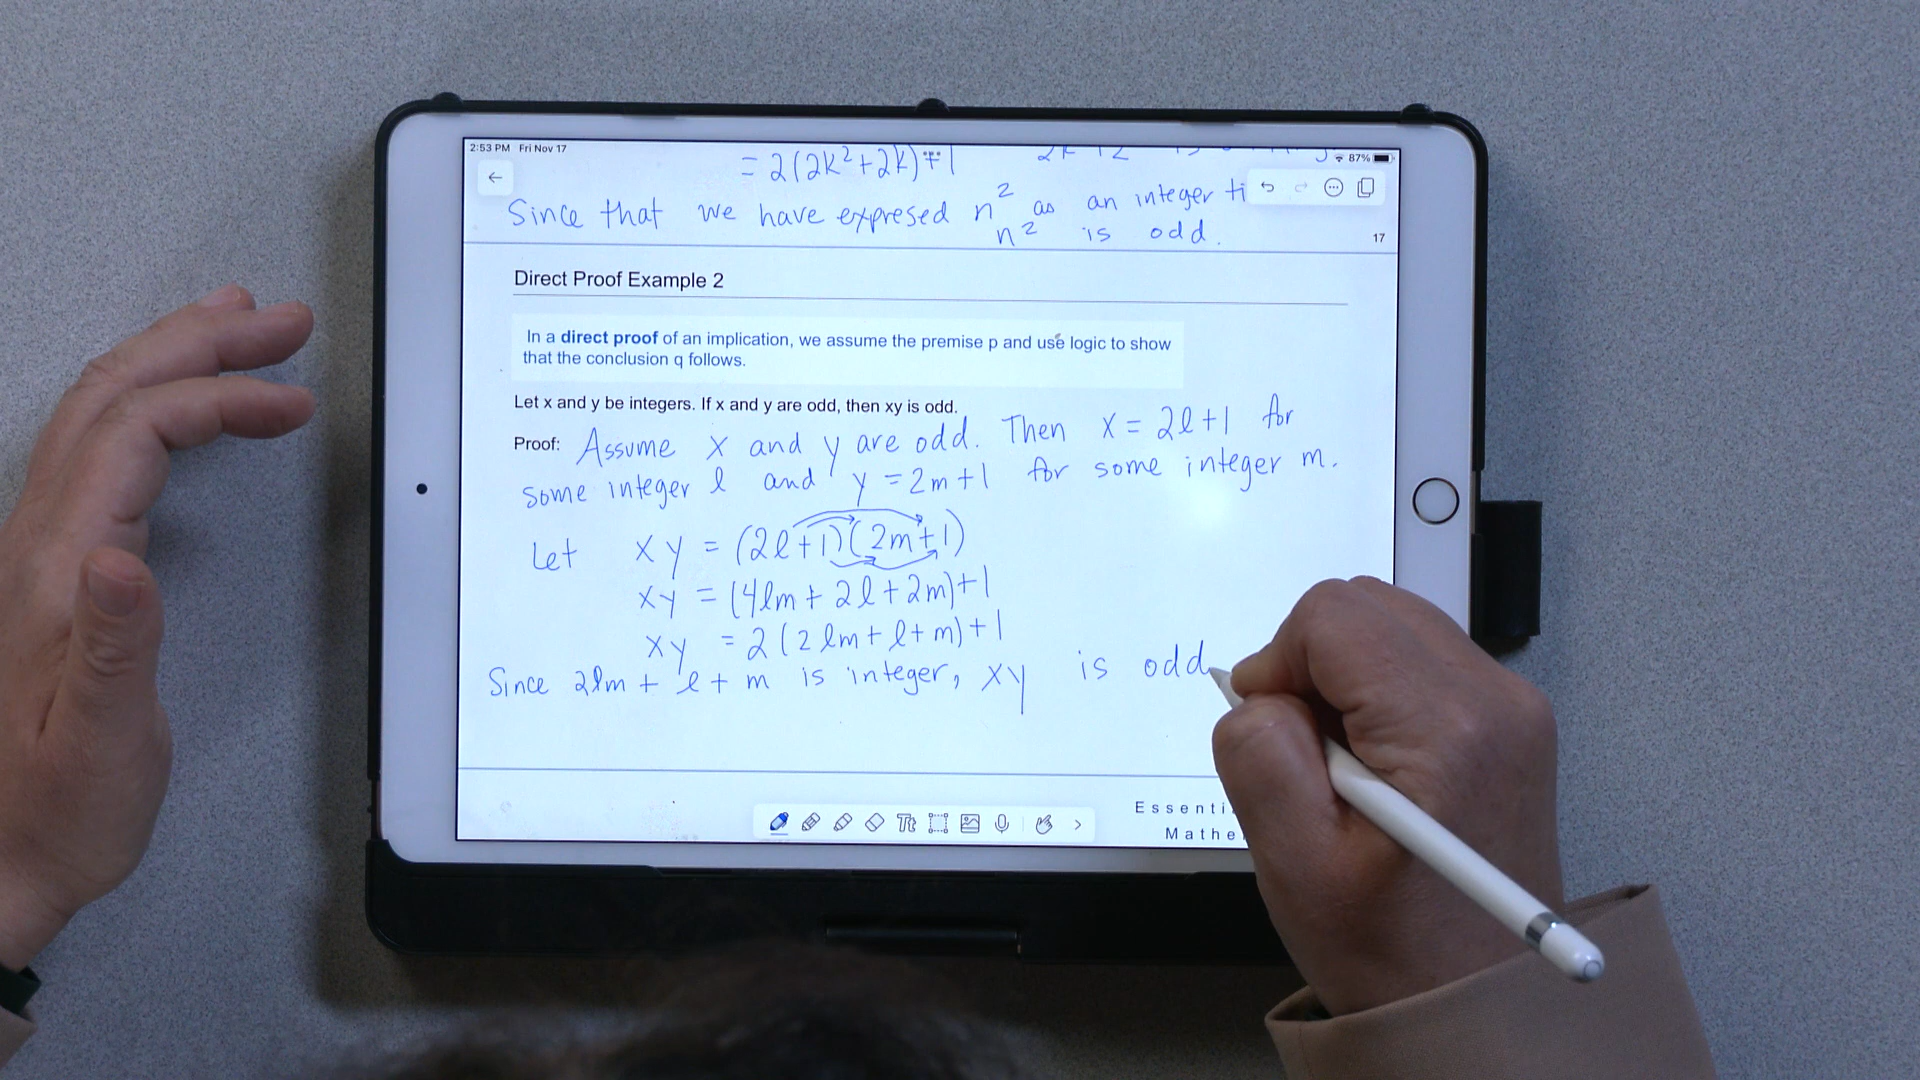 2:53 PM Fri Nov 17
87%
= 2(2k²+2k)+1
Since that we have expresed n² as an integer ti
n² is odd.
17
Direct Proof Example 2
In a direct proof of an implication, we assume the premise p and use logic to show
that the conclusion q follows.
Let x and y be integers. If x and y are odd, then xy is odd.
Proof: Assume x and y are odd. Then x = 2ℓ+1 for
some integer ℓ and y = 2m+1 for some integer m.
Let xy = (2ℓ+1)(2m+1)
xy = (4ℓm+2ℓ+2m)+1
xy = 2(2ℓm+ℓ+m)+1
Since 2ℓm + ℓ + m is integer, xy is odd
Essenti
Mathe
Tt